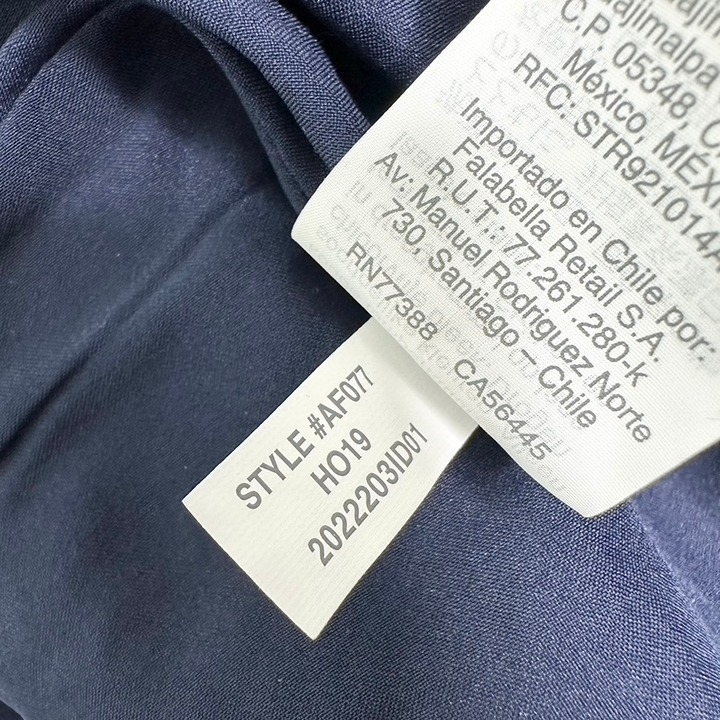 C.P. 05348, C
México, MÉXI
RFC: STR921014A
Importado en Chile por:
Falabella Retail S.A.
R.U.T.: 77.261.280-k
Av: Manuel Rodriguez Norte
730, Santiago – Chile
RN77388 CA56445
STYLE #AF077
HO19
2022203ID01